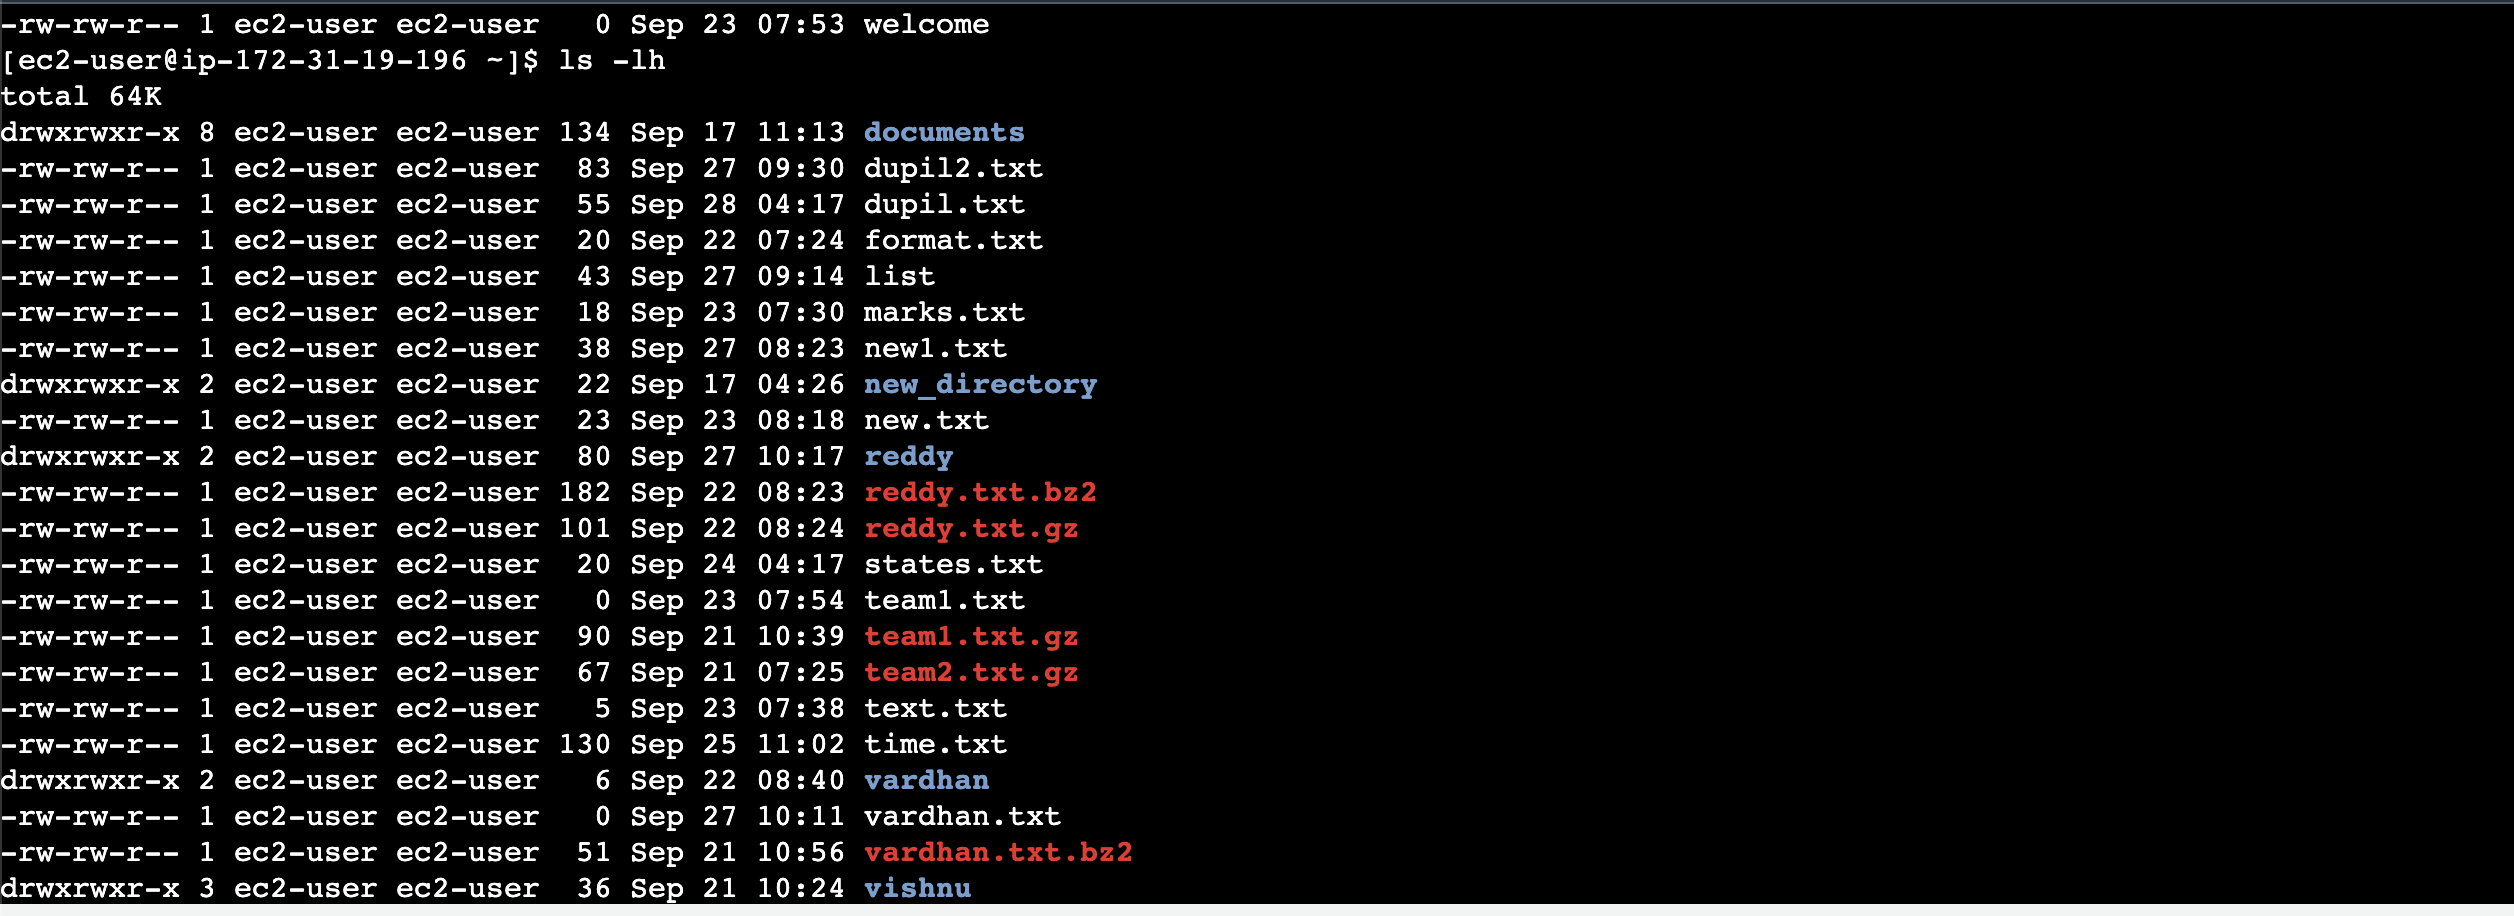 -rw-rw-r-- 1 ec2-user ec2-user   0 Sep 23 07:53 welcome
[ec2-user@ip-172-31-19-196 ~]$ ls -lh
total 64K
drwxrwxr-x 8 ec2-user ec2-user 134 Sep 17 11:13 documents
-rw-rw-r-- 1 ec2-user ec2-user  83 Sep 27 09:30 dupil2.txt
-rw-rw-r-- 1 ec2-user ec2-user  55 Sep 28 04:17 dupil.txt
-rw-rw-r-- 1 ec2-user ec2-user  20 Sep 22 07:24 format.txt
-rw-rw-r-- 1 ec2-user ec2-user  43 Sep 27 09:14 list
-rw-rw-r-- 1 ec2-user ec2-user  18 Sep 23 07:30 marks.txt
-rw-rw-r-- 1 ec2-user ec2-user  38 Sep 27 08:23 new1.txt
drwxrwxr-x 2 ec2-user ec2-user  22 Sep 17 04:26 new_directory
-rw-rw-r-- 1 ec2-user ec2-user  23 Sep 23 08:18 new.txt
drwxrwxr-x 2 ec2-user ec2-user  80 Sep 27 10:17 reddy
-rw-rw-r-- 1 ec2-user ec2-user 182 Sep 22 08:23 reddy.txt.bz2
-rw-rw-r-- 1 ec2-user ec2-user 101 Sep 22 08:24 reddy.txt.gz
-rw-rw-r-- 1 ec2-user ec2-user  20 Sep 24 04:17 states.txt
-rw-rw-r-- 1 ec2-user ec2-user   0 Sep 23 07:54 team1.txt
-rw-rw-r-- 1 ec2-user ec2-user  90 Sep 21 10:39 team1.txt.gz
-rw-rw-r-- 1 ec2-user ec2-user  67 Sep 21 07:25 team2.txt.gz
-rw-rw-r-- 1 ec2-user ec2-user   5 Sep 23 07:38 text.txt
-rw-rw-r-- 1 ec2-user ec2-user 130 Sep 25 11:02 time.txt
drwxrwxr-x 2 ec2-user ec2-user   6 Sep 22 08:40 vardhan
-rw-rw-r-- 1 ec2-user ec2-user   0 Sep 27 10:11 vardhan.txt
-rw-rw-r-- 1 ec2-user ec2-user  51 Sep 21 10:56 vardhan.txt.bz2
drwxrwxr-x 3 ec2-user ec2-user  36 Sep 21 10:24 vishnu